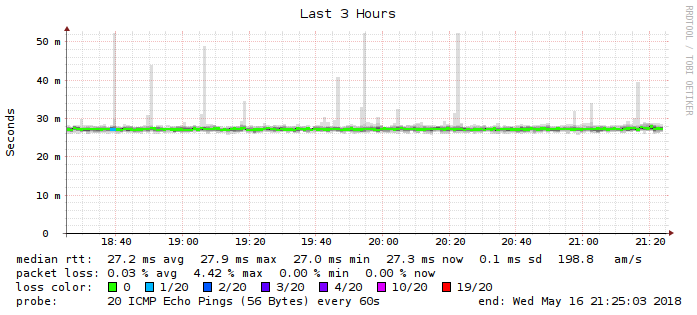 Last 3 Hours
RRDTOOL / TOBI OETIKER
Seconds
50 m
40 m
30 m
20 m
10 m
0
18:40 19:00 19:20 19:40 20:00 20:20 20:40 21:00 21:20
median rtt: 27.2 ms avg 27.9 ms max 27.0 ms min 27.3 ms now 0.1 ms sd 198.8 am/s
packet loss: 0.03 % avg 4.42 % max 0.00 % min 0.00 % now
loss color: 0 1/20 2/20 3/20 4/20 10/20 19/20
probe: 20 ICMP Echo Pings (56 Bytes) every 60s end: Wed May 16 21:25:03 2018